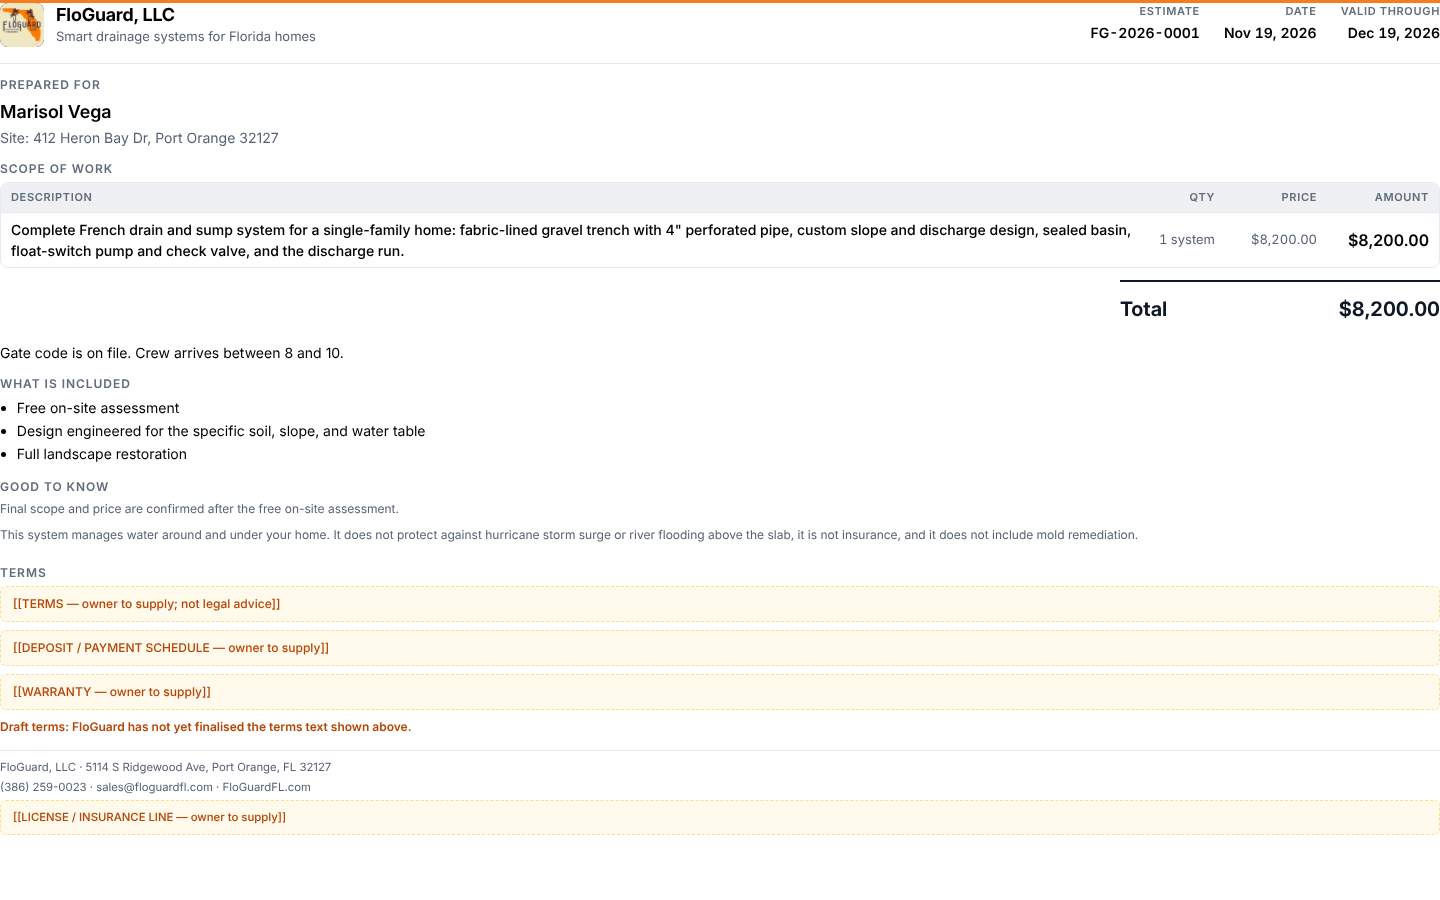 FLOGUARD
FloGuard, LLC
Smart drainage systems for Florida homes
ESTIMATE
FG-2026-0001
DATE
Nov 19, 2026
VALID THROUGH
Dec 19, 2026
PREPARED FOR
Marisol Vega
Site: 412 Heron Bay Dr, Port Orange 32127
SCOPE OF WORK
DESCRIPTION QTY PRICE AMOUNT
Complete French drain and sump system for a single-family home: fabric-lined gravel trench with 4" perforated pipe, custom slope and discharge design, sealed basin,
float-switch pump and check valve, and the discharge run.
1 system $8,200.00 $8,200.00
Total $8,200.00
Gate code is on file. Crew arrives between 8 and 10.
WHAT IS INCLUDED
• Free on-site assessment
• Design engineered for the specific soil, slope, and water table
• Full landscape restoration
GOOD TO KNOW
Final scope and price are confirmed after the free on-site assessment.
This system manages water around and under your home. It does not protect against hurricane storm surge or river flooding above the slab, it is not insurance, and it does not include mold remediation.
TERMS
[[TERMS — owner to supply; not legal advice]]
[[DEPOSIT / PAYMENT SCHEDULE — owner to supply]]
[[WARRANTY — owner to supply]]
Draft terms: FloGuard has not yet finalised the terms text shown above.
FloGuard, LLC · 5114 S Ridgewood Ave, Port Orange, FL 32127
(386) 259-0023 · sales@floguardfl.com · FloGuardFL.com
[[LICENSE / INSURANCE LINE — owner to supply]]